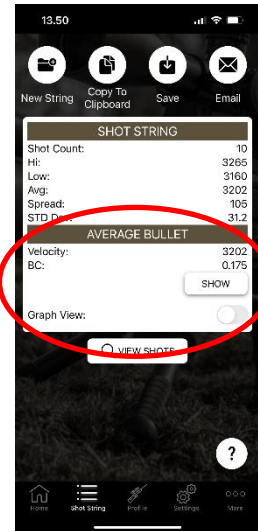 13.50
New String
Copy To
Clipboard
Save
Email
SHOT STRING
Shot Count: 10
Hi: 3265
Low: 3160
Avg: 3202
Spread: 105
STD Dev: 31.2
AVERAGE BULLET
Velocity: 3202
BC: 0.175
SHOW
Graph View:
VIEW SHOTS
?
Home Shot String Profile Settings More